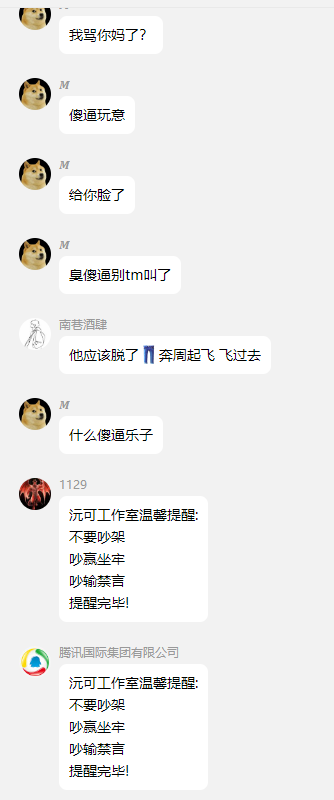 我骂你妈了?
M
傻逼玩意
M
给你脸了
M
臭傻逼别tm叫了
南巷酒肆
他应该脱了👖奔周起飞 飞过去
M
什么傻逼乐子
1129
沅可工作室温馨提醒:
不要吵架
吵赢坐牢
吵输禁言
提醒完毕!
腾讯国际集团有限公司
沅可工作室温馨提醒:
不要吵架
吵赢坐牢
吵输禁言
提醒完毕!